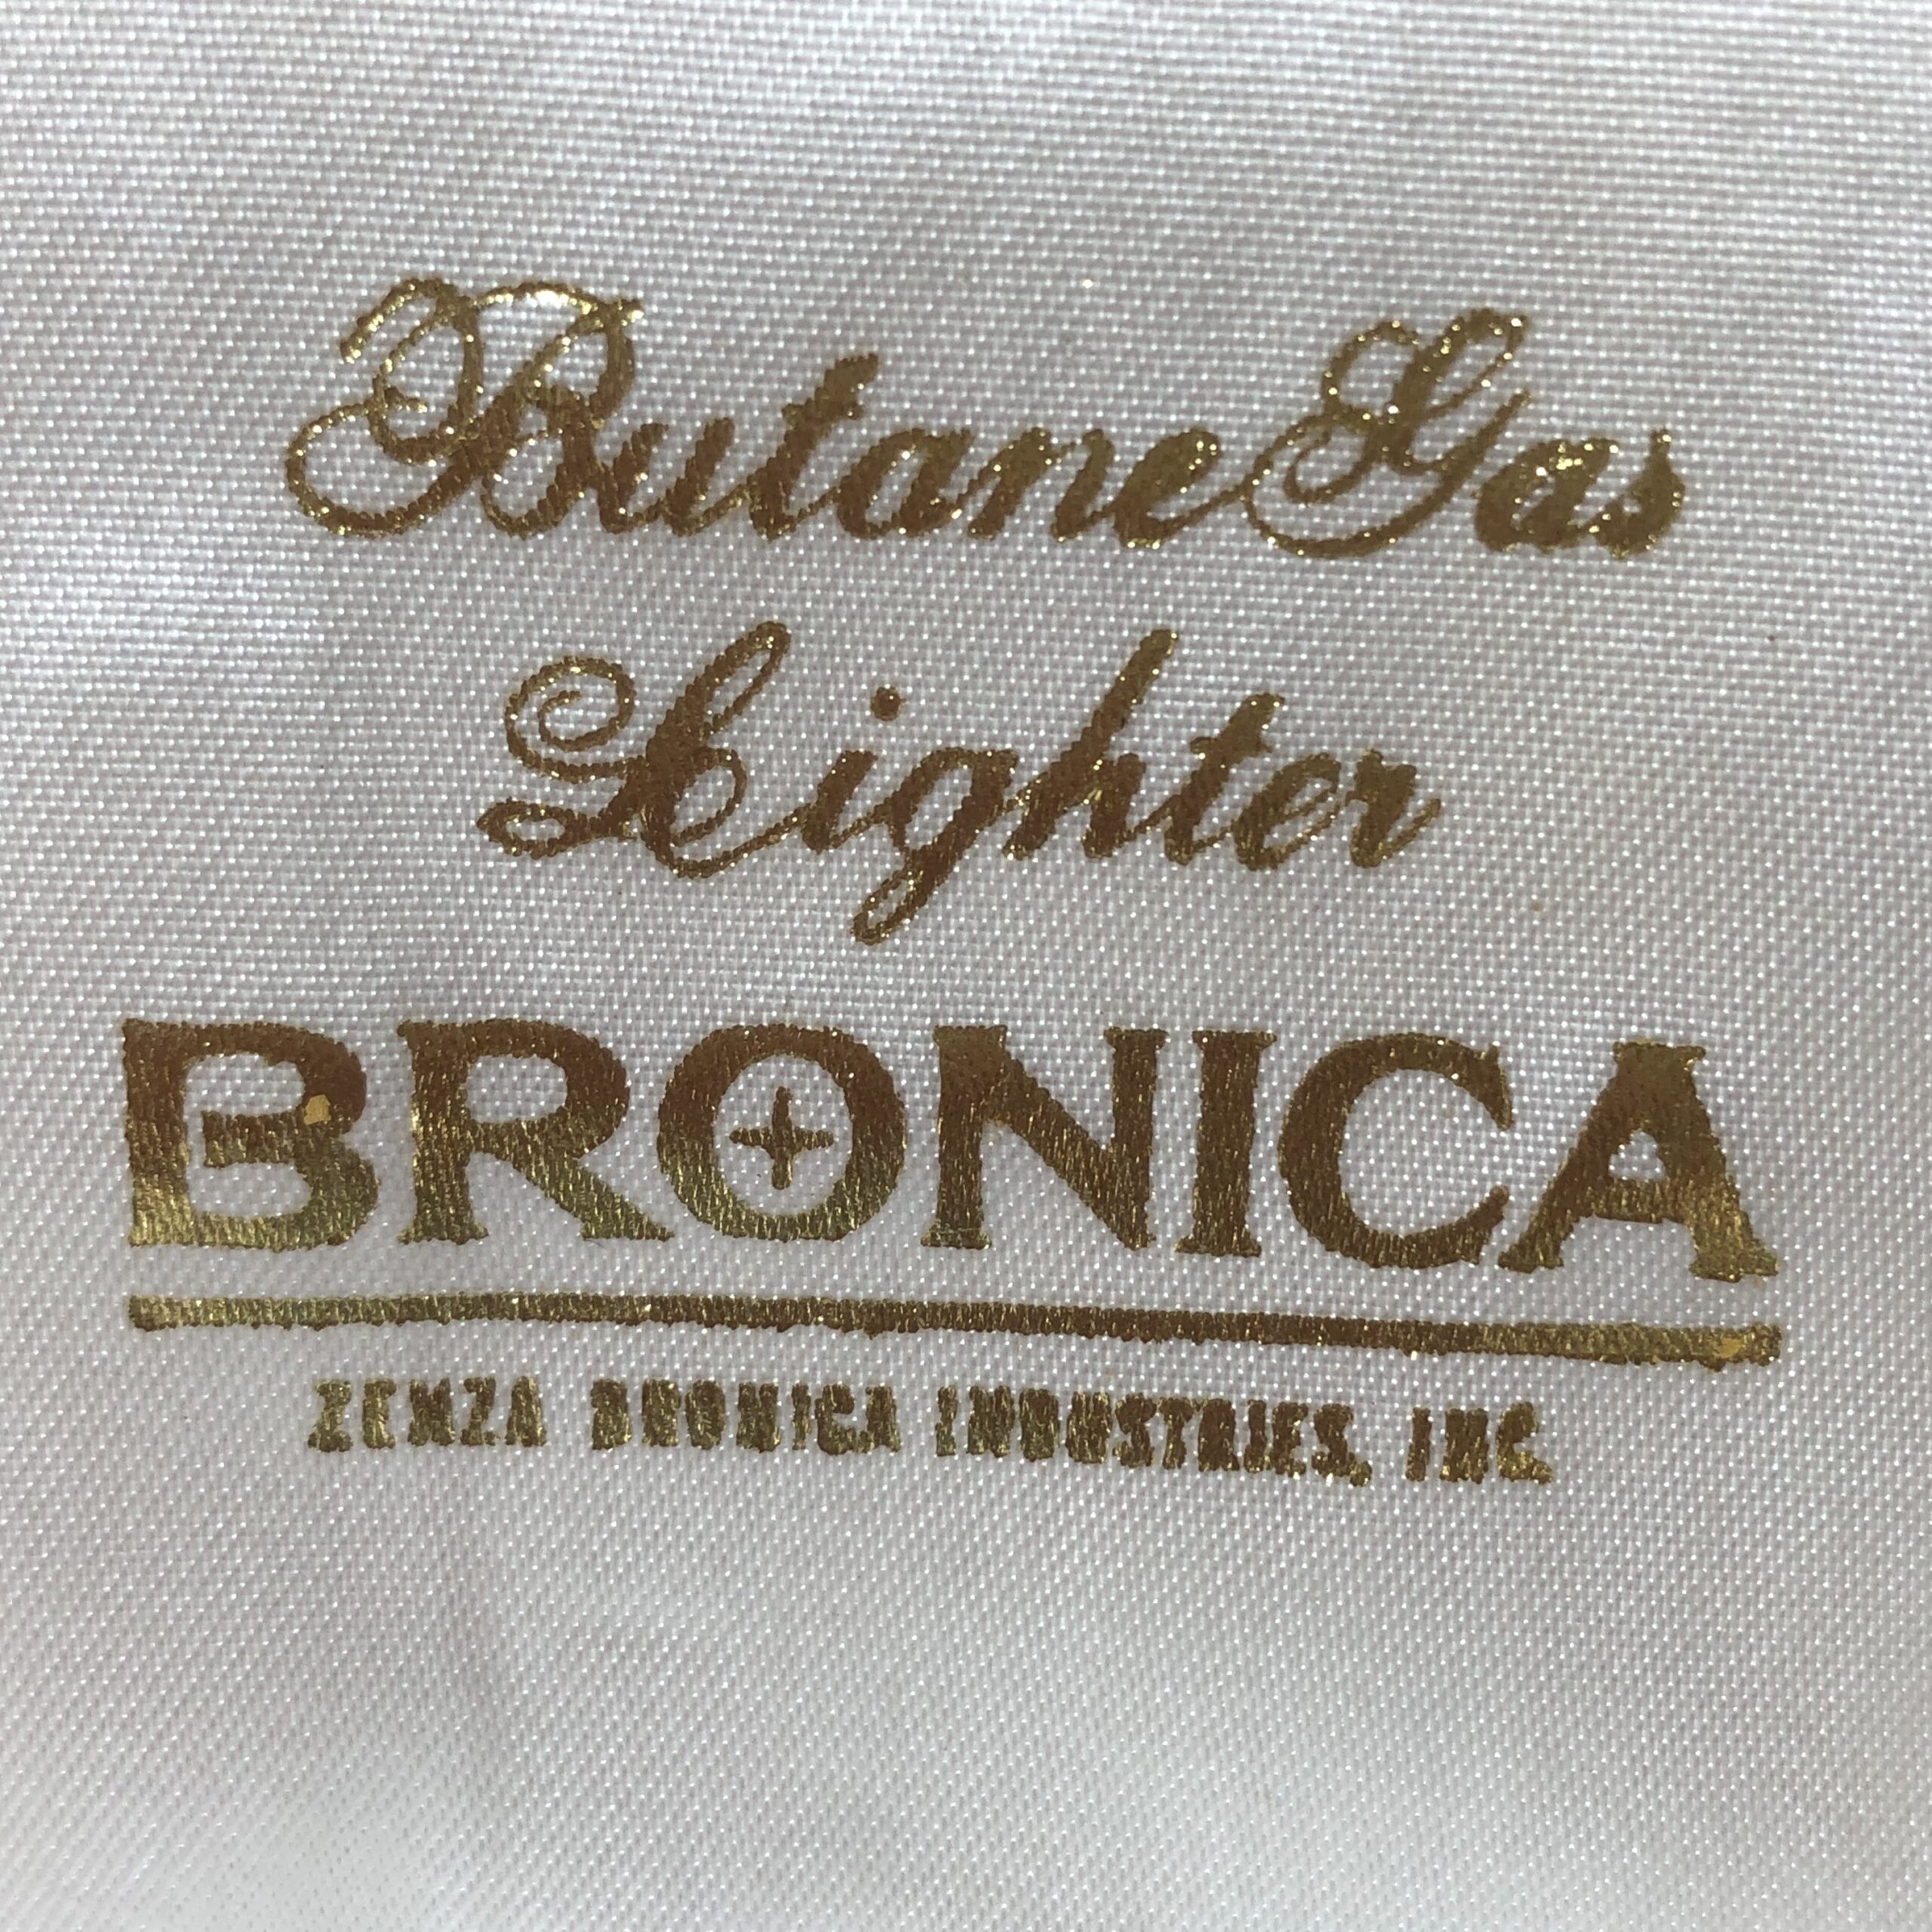 Butane Gas
Lighter
BRONICA
ZENZA BRONICA INDUSTRIES, INC.